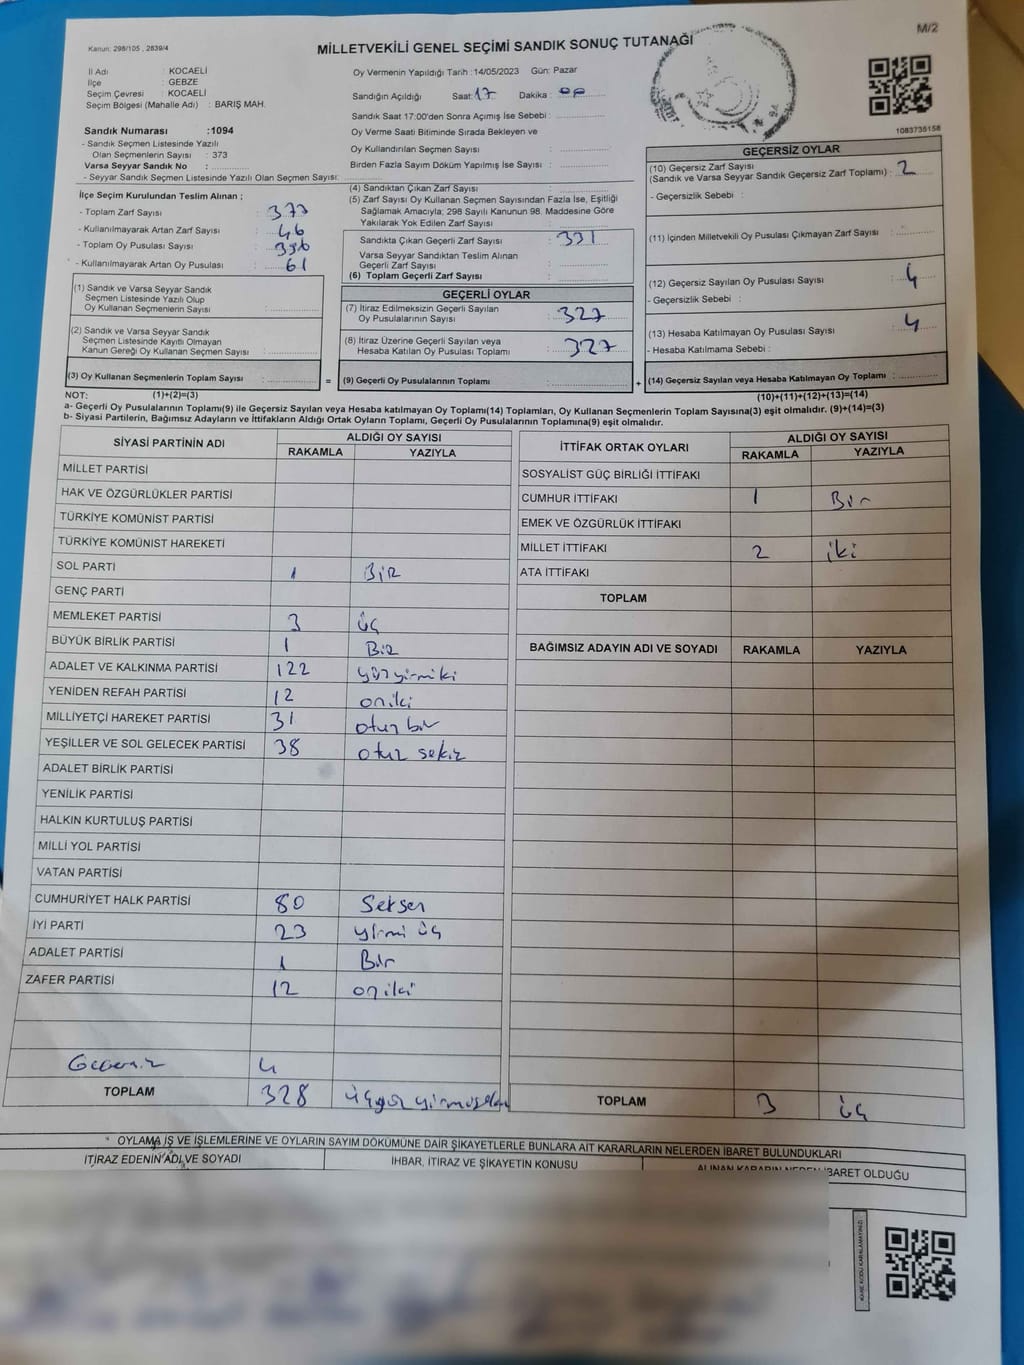 M/2
Kanun: 298/105 , 2839/4
MİLLETVEKİLİ GENEL SEÇİMİ SANDIK SONUÇ TUTANAĞI
İl Adı : KOCAELİ
İlçe : GEBZE
Seçim Çevresi : KOCAELİ
Seçim Bölgesi (Mahalle Adı) : BARIŞ MAH.
Sandık Numarası :1094
- Sandık Seçmen Listesinde Yazılı
Olan Seçmenlerin Sayısı : 373
Varsa Seyyar Sandık No :
- Seyyar Sandık Seçmen Listesinde Yazılı Olan Seçmen Sayısı:
Oy Vermenin Yapıldığı Tarih :14/05/2023 Gün: Pazar
Sandığın Açıldığı Saat:17 Dakika :
Sandık Saat 17:00'den Sonra Açımış İse Sebebi :
Oy Verme Saati Bitiminde Sırada Bekleyen ve
Oy Kullandırılan Seçmen Sayısı :
Birden Fazla Sayım Döküm Yapılmış İse Sayısı :
1083736158
İlçe Seçim Kurulundan Teslim Alınan ;
- Toplam Zarf Sayısı : 377
- Kullanılmayarak Artan Zarf Sayısı : 46
- Toplam Oy Pusulası Sayısı :
- Kullanılmayarak Artan Oy Pusulası : 61
(1) Sandık ve Varsa Seyyar Sandık
Seçmen Listesinde Yazılı Olup
Oy Kullanan Seçmenlerin Sayısı :
(2) Sandık ve Varsa Seyyar Sandık
Seçmen Listesinde Kayıtlı Olmayan
Kanun Gereği Oy Kullanan Seçmen Sayısı :
(3) Oy Kullanan Seçmenlerin Toplam Sayısı :
(4) Sandıktan Çıkan Zarf Sayısı :
(5) Zarf Sayısı Oy Kullanan Seçmen Sayısından Fazla İse, Eşitliği
Sağlamak Amacıyla; 298 Sayılı Kanunun 98. Maddesine Göre
Yakılarak Yok Edilen Zarf Sayısı :
Sandıkta Çıkan Geçerli Zarf Sayısı : 331
Varsa Seyyar Sandıktan Teslim Alınan
Geçerli Zarf Sayısı :
(6) Toplam Geçerli Zarf Sayısı :
GEÇERLİ OYLAR
(7) İtiraz Edilmeksizin Geçerli Sayılan
Oy Pusulalarının Sayısı : 327
(8) İtiraz Üzerine Geçerli Sayılan veya
Hesaba Katılan Oy Pusulası Toplamı : 327
= (9) Geçerli Oy Pusulalarının Toplamı :
GEÇERSİZ OYLAR
(10) Geçersiz Zarf Sayısı
(Sandık ve Varsa Seyyar Sandık Geçersiz Zarf Toplamı) : 2
- Geçersizlik Sebebi :
(11) İçinden Milletvekili Oy Pusulası Çıkmayan Zarf Sayısı :
(12) Geçersiz Sayılan Oy Pusulası Sayısı : 4
- Geçersizlik Sebebi :
(13) Hesaba Katılmayan Oy Pusulası Sayısı : 4
- Hesaba Katılmama Sebebi :
+ (14) Geçersiz Sayılan veya Hesaba Katılmayan Oy Toplamı :
NOT: (1)+(2)=(3) (10)+(11)+(12)+(13)=(14)
a- Geçerli Oy Pusulalarının Toplamı(9) ile Geçersiz Sayılan veya Hesaba katılmayan Oy Toplamı(14) Toplamları, Oy Kullanan Seçmenlerin Toplam Sayısına(3) eşit olmalıdır. (9)+(14)=(3)
b- Siyasi Partilerin, Bağımsız Adayların ve İttifakların Aldığı Ortak Oyların Toplamı, Geçerli Oy Pusulalarının Toplamına(9) eşit olmalıdır.
SİYASİ PARTİNİN ADI ALDIĞI OY SAYISI
RAKAMLA YAZIYLA
MİLLET PARTİSİ
HAK VE ÖZGÜRLÜKLER PARTİSİ
TÜRKİYE KOMÜNİST PARTİSİ
TÜRKİYE KOMÜNİST HAREKETİ
SOL PARTİ 1 BİR
GENÇ PARTİ
MEMLEKET PARTİSİ 3 üç
BÜYÜK BİRLİK PARTİSİ 1 Bir
ADALET VE KALKINMA PARTİSİ 122 yüzyirmiki
YENİDEN REFAH PARTİSİ 12 oniki
MİLLİYETÇİ HAREKET PARTİSİ 31 otuz bir
YEŞİLLER VE SOL GELECEK PARTİSİ 38 otuz sekiz
ADALET BİRLİK PARTİSİ
YENİLİK PARTİSİ
HALKIN KURTULUŞ PARTİSİ
MİLLİ YOL PARTİSİ
VATAN PARTİSİ
CUMHURİYET HALK PARTİSİ 80 Seksen
İYİ PARTİ 23 yirmi üç
ADALET PARTİSİ 1 Bir
ZAFER PARTİSİ 12 oniki
Geçersiz 4
TOPLAM 328
İTTİFAK ORTAK OYLARI ALDIĞI OY SAYISI
RAKAMLA YAZIYLA
SOSYALİST GÜÇ BİRLİĞİ İTTİFAKI
CUMHUR İTTİFAKI 1 Bir
EMEK VE ÖZGÜRLÜK İTTİFAKI
MİLLET İTTİFAKI 2 iki
ATA İTTİFAKI
TOPLAM
BAĞIMSIZ ADAYIN ADI VE SOYADI RAKAMLA YAZIYLA
TOPLAM 3 üç
* OYLAMA İŞ VE İŞLEMLERİNE VE OYLARIN SAYIM DÖKÜMÜNE DAİR ŞİKAYETLERLE BUNLARA AİT KARARLARIN NELERDEN İBARET BULUNDUKLARI
İTİRAZ EDENİN ADI VE SOYADI İHBAR, İTİRAZ VE ŞİKAYETİN KONUSU ALINAN KARARIN NEDEN İBARET OLDUĞU
KARE KODU KARALAMAYINIZ!